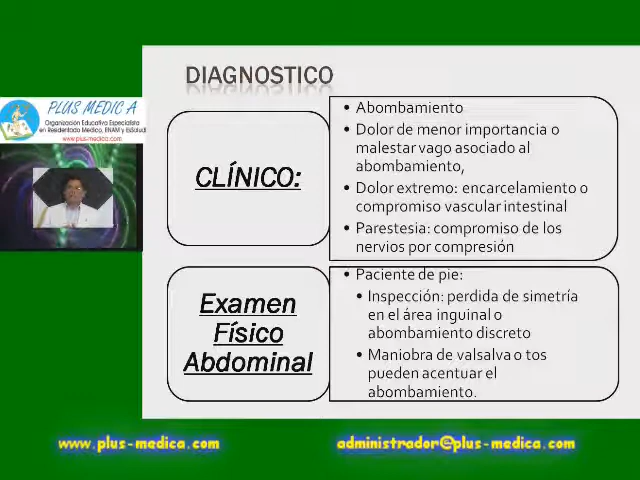 DIAGNOSTICO
PLUS MEDIC A
Organización Educativa Especialista
en Residentado Medico, ENAM y EsSalud
www.plus-medica.com
CLÍNICO:
• Abombamiento
• Dolor de menor importancia o
malestar vago asociado al
abombamiento,
• Dolor extremo: encarcelamiento o
compromiso vascular intestinal
• Parestesia: compromiso de los
nervios por compresión
Examen
Físico
Abdominal
• Paciente de pie:
• Inspección: perdida de simetría
en el área inguinal o
abombamiento discreto
• Maniobra de valsalva o tos
pueden acentuar el
abombamiento.
www.plus-medica.com
administrador@plus-medica.com